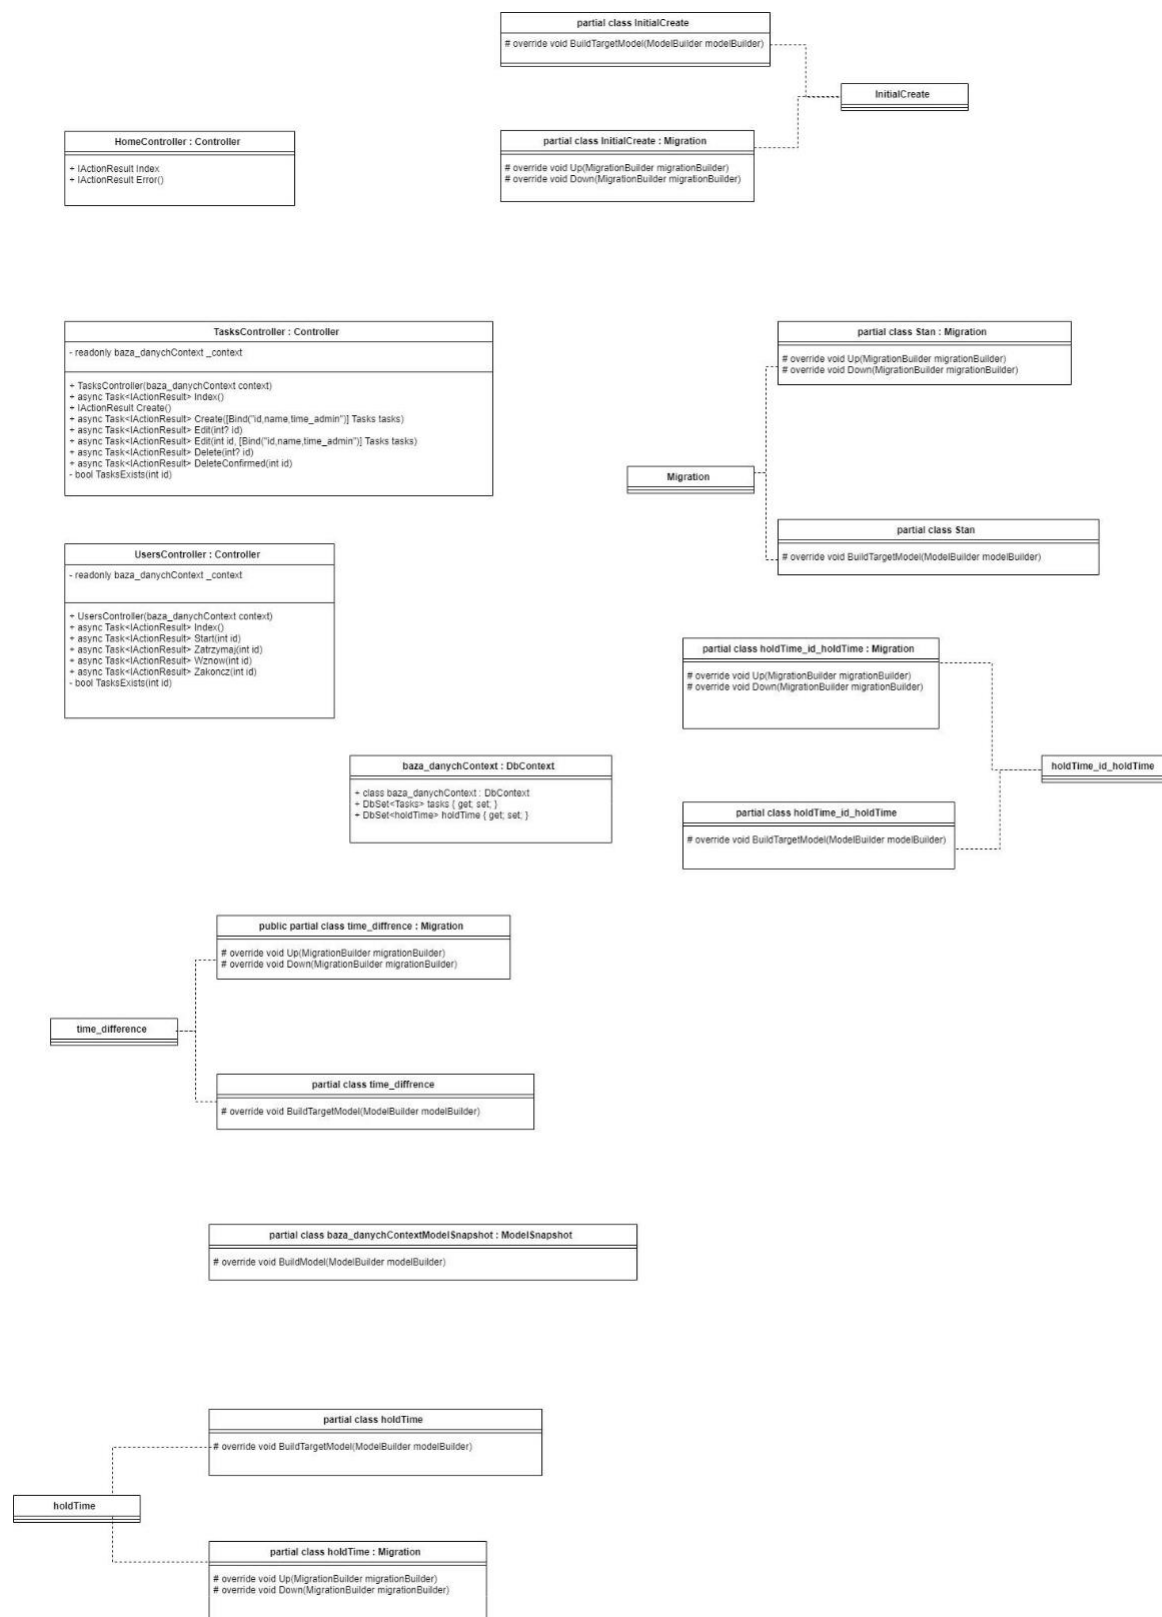 partial class InitialCreate
# override void BuildTargetModel(ModelBuilder modelBuilder)
InitialCreate
HomeController : Controller
+ IActionResult Index
+ IActionResult Error()
partial class InitialCreate : Migration
# override void Up(MigrationBuilder migrationBuilder)
# override void Down(MigrationBuilder migrationBuilder)
TasksController : Controller
- readonly baza_danychContext _context
+ TasksController(baza_danychContext context)
+ async Task<IActionResult> Index()
+ IActionResult Create()
+ async Task<IActionResult> Create([Bind("id,name,time_admin")] Tasks tasks)
+ async Task<IActionResult> Edit(int? id)
+ async Task<IActionResult> Edit(int id, [Bind("id,name,time_admin")] Tasks tasks)
+ async Task<IActionResult> Delete(int? id)
+ async Task<IActionResult> DeleteConfirmed(int id)
- bool TasksExists(int id)
partial class Stan : Migration
# override void Up(MigrationBuilder migrationBuilder)
# override void Down(MigrationBuilder migrationBuilder)
Migration
partial class Stan
# override void BuildTargetModel(ModelBuilder modelBuilder)
UsersController : Controller
- readonly baza_danychContext _context
+ UsersController(baza_danychContext context)
+ async Task<IActionResult> Index()
+ async Task<IActionResult> Start(int id)
+ async Task<IActionResult> Zatrzymaj(int id)
+ async Task<IActionResult> Wznow(int id)
+ async Task<IActionResult> Zakoncz(int id)
- bool TasksExists(int id)
partial class holdTime_id_holdTime : Migration
# override void Up(MigrationBuilder migrationBuilder)
# override void Down(MigrationBuilder migrationBuilder)
holdTime_id_holdTime
baza_danychContext : DbContext
+ class baza_danychContext : DbContext
+ DbSet<Tasks> tasks { get; set; }
+ DbSet<holdTime> holdTime { get; set; }
partial class holdTime_id_holdTime
# override void BuildTargetModel(ModelBuilder modelBuilder)
public partial class time_diffrence : Migration
# override void Up(MigrationBuilder migrationBuilder)
# override void Down(MigrationBuilder migrationBuilder)
time_difference
partial class time_diffrence
# override void BuildTargetModel(ModelBuilder modelBuilder)
partial class baza_danychContextModelSnapshot : ModelSnapshot
# override void BuildModel(ModelBuilder modelBuilder)
partial class holdTime
# override void BuildTargetModel(ModelBuilder modelBuilder)
holdTime
partial class holdTime : Migration
# override void Up(MigrationBuilder migrationBuilder)
# override void Down(MigrationBuilder migrationBuilder)